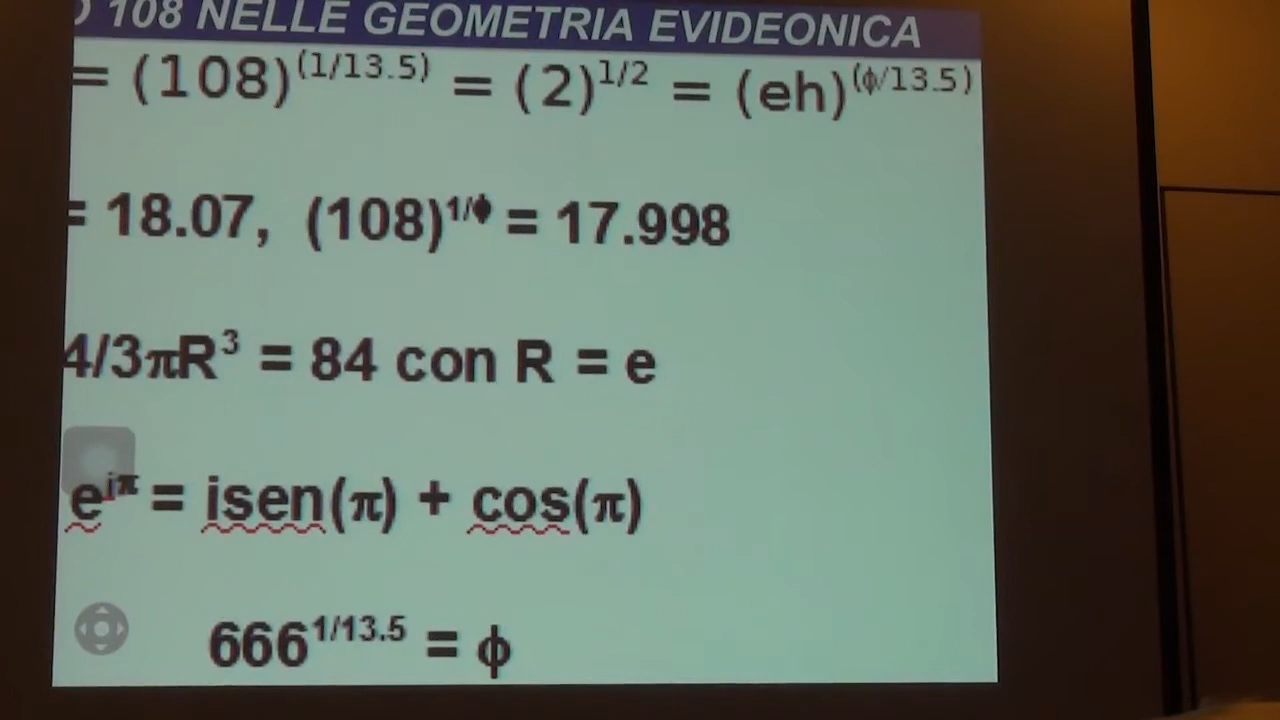 108 NELLE GEOMETRIA EVIDEONICA
= (108)^(1/13.5) = (2)^1/2 = (eh)^(ϕ/13.5)
= 18.07, (108)^1/ϕ = 17.998
4/3πR³ = 84 con R = e
e^iπ = isen(π) + cos(π)
666^1/13.5 = ϕ